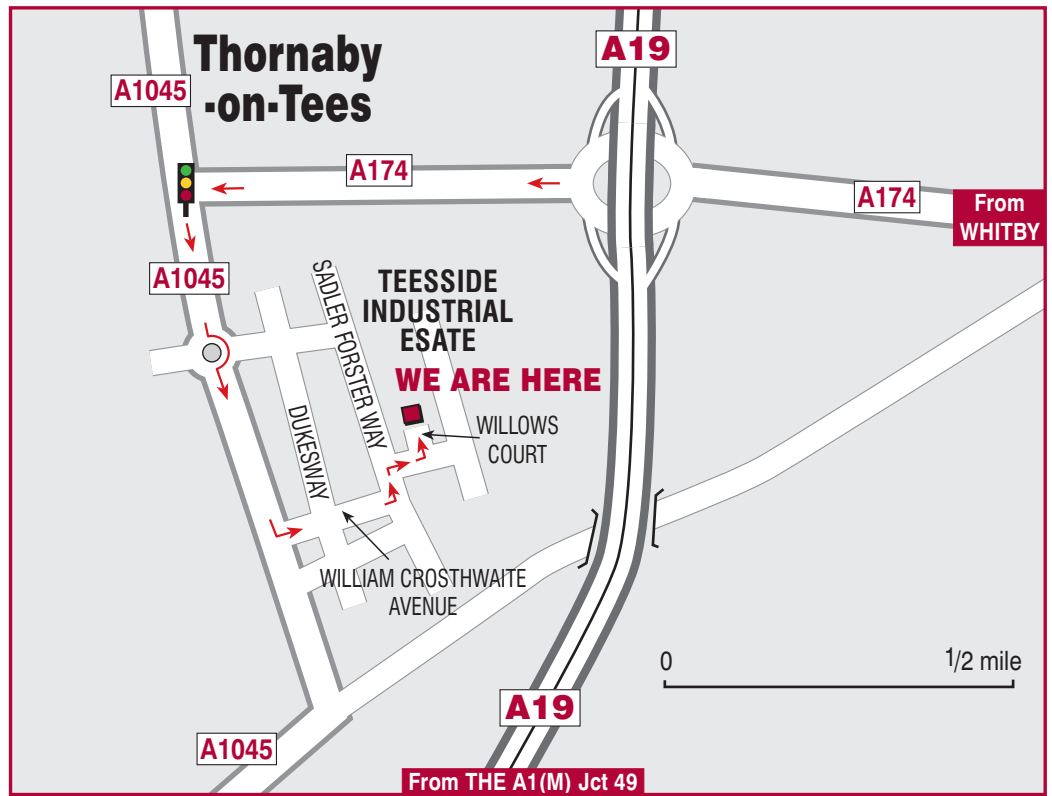 Thornaby
-on-Tees
A19
A1045
A174
A174
From
WHITBY
A1045
SADLER FORSTER WAY
TEESSIDE
INDUSTRIAL
ESATE
WE ARE HERE
DUKESWAY
WILLOWS
COURT
WILLIAM CROSTHWAITE
AVENUE
0 1/2 mile
A19
A1045
From THE A1(M) Jct 49